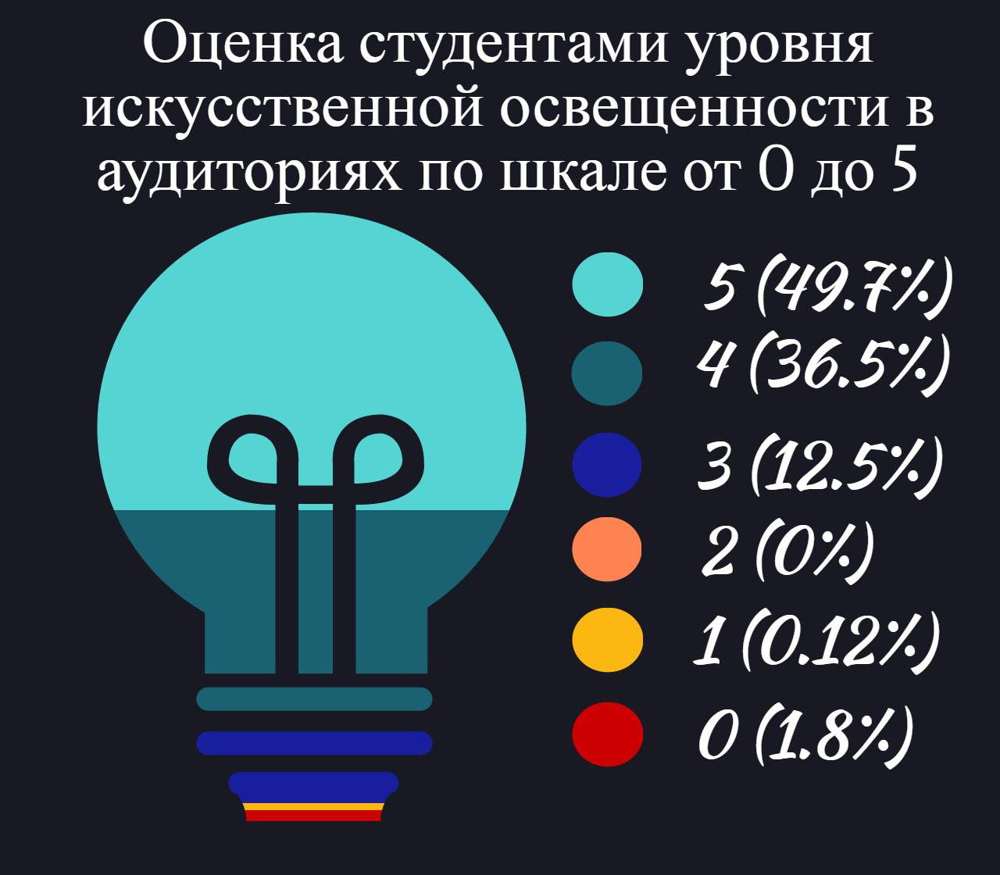 Оценка студентами уровня
искусственной освещенности в
аудиториях по шкале от 0 до 5
5 (49.7%)
4 (36.5%)
3 (12.5%)
2 (0%)
1 (0.12%)
0 (1.8%)